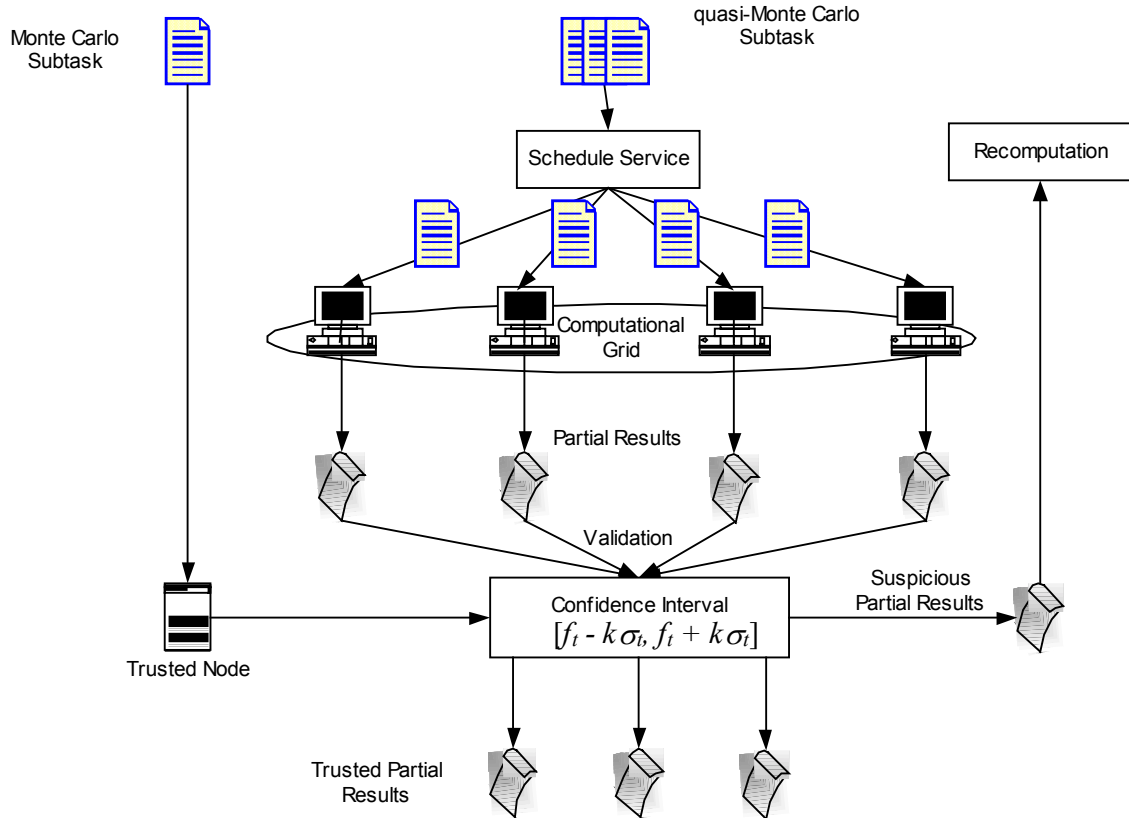 Monte Carlo
Subtask
quasi-Monte Carlo
Subtask
Schedule Service
Recomputation
Computational
Grid
Partial Results
Validation
Confidence Interval
[f_t - kσ_t, f_t + kσ_t]
Suspicious
Partial Results
Trusted Node
Trusted Partial
Results